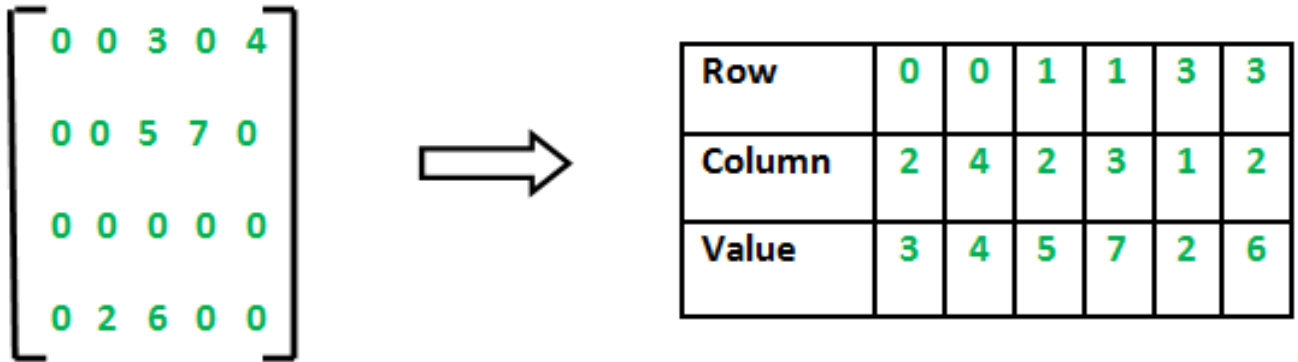 0 0 3 0 4
0 0 5 7 0
0 0 0 0 0
0 2 6 0 0
Row 0 0 1 1 3 3
Column 2 4 2 3 1 2
Value 3 4 5 7 2 6